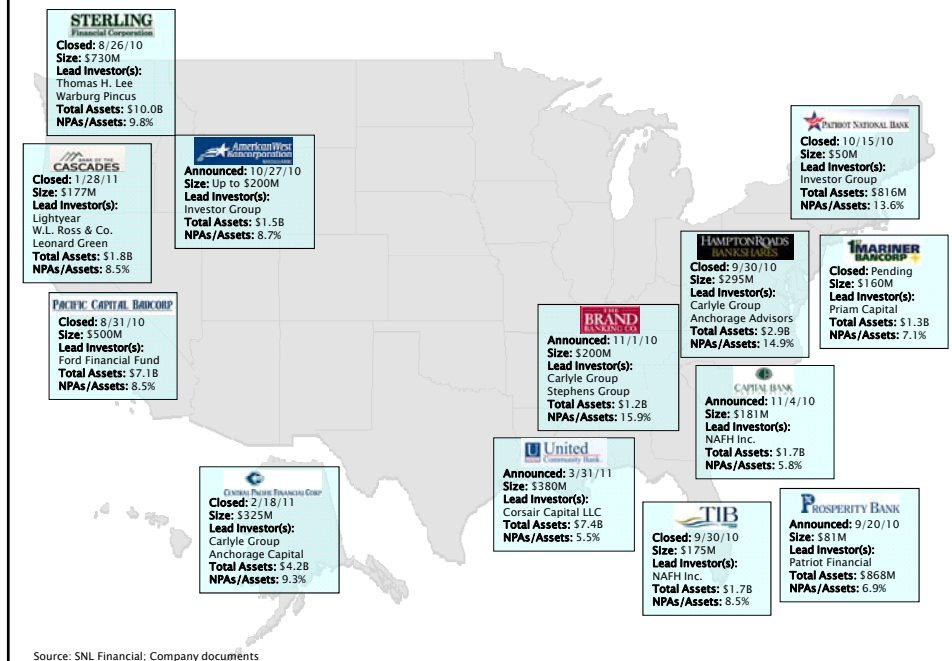 STERLING
Financial Corporation
Closed: 8/26/10
Size: $730M
Lead Investor(s):
Thomas H. Lee
Warburg Pincus
Total Assets: $10.0B
NPAs/Assets: 9.8%
BANK OF THE
CASCADES
Closed: 1/28/11
Size: $177M
Lead Investor(s):
Lightyear
W.L. Ross & Co.
Leonard Green
Total Assets: $1.8B
NPAs/Assets: 8.5%
AmericanWest
Bancorporation
Announced: 10/27/10
Size: Up to $200M
Lead Investor(s):
Investor Group
Total Assets: $1.5B
NPAs/Assets: 8.7%
PACIFIC CAPITAL BANCORP
Closed: 8/31/10
Size: $500M
Lead Investor(s):
Ford Financial Fund
Total Assets: $7.1B
NPAs/Assets: 8.5%
CENTRAL PACIFIC FINANCIAL CORP
Closed: 2/18/11
Size: $325M
Lead Investor(s):
Carlyle Group
Anchorage Capital
Total Assets: $4.2B
NPAs/Assets: 9.3%
PATRIOT NATIONAL BANK
Closed: 10/15/10
Size: $50M
Lead Investor(s):
Investor Group
Total Assets: $816M
NPAs/Assets: 13.6%
HAMPTON ROADS
BANKSHARES
Closed: 9/30/10
Size: $295M
Lead Investor(s):
Carlyle Group
Anchorage Advisors
Total Assets: $2.9B
NPAs/Assets: 14.9%
1ST MARINER
BANCORP
Closed: Pending
Size: $160M
Lead Investor(s):
Priam Capital
Total Assets: $1.3B
NPAs/Assets: 7.1%
THE
BRAND
BANKING CO.
Announced: 11/1/10
Size: $200M
Lead Investor(s):
Carlyle Group
Stephens Group
Total Assets: $1.2B
NPAs/Assets: 15.9%
CAPITAL BANK
Announced: 11/4/10
Size: $181M
Lead Investor(s):
NAFH Inc.
Total Assets: $1.7B
NPAs/Assets: 5.8%
United
Community Bank
Announced: 3/31/11
Size: $380M
Lead Investor(s):
Corsair Capital LLC
Total Assets: $7.4B
NPAs/Assets: 5.5%
TIB
Closed: 9/30/10
Size: $175M
Lead Investor(s):
NAFH Inc.
Total Assets: $1.7B
NPAs/Assets: 8.5%
PROSPERITY BANK
Announced: 9/20/10
Size: $81M
Lead Investor(s):
Patriot Financial
Total Assets: $868M
NPAs/Assets: 6.9%
Source: SNL Financial; Company documents